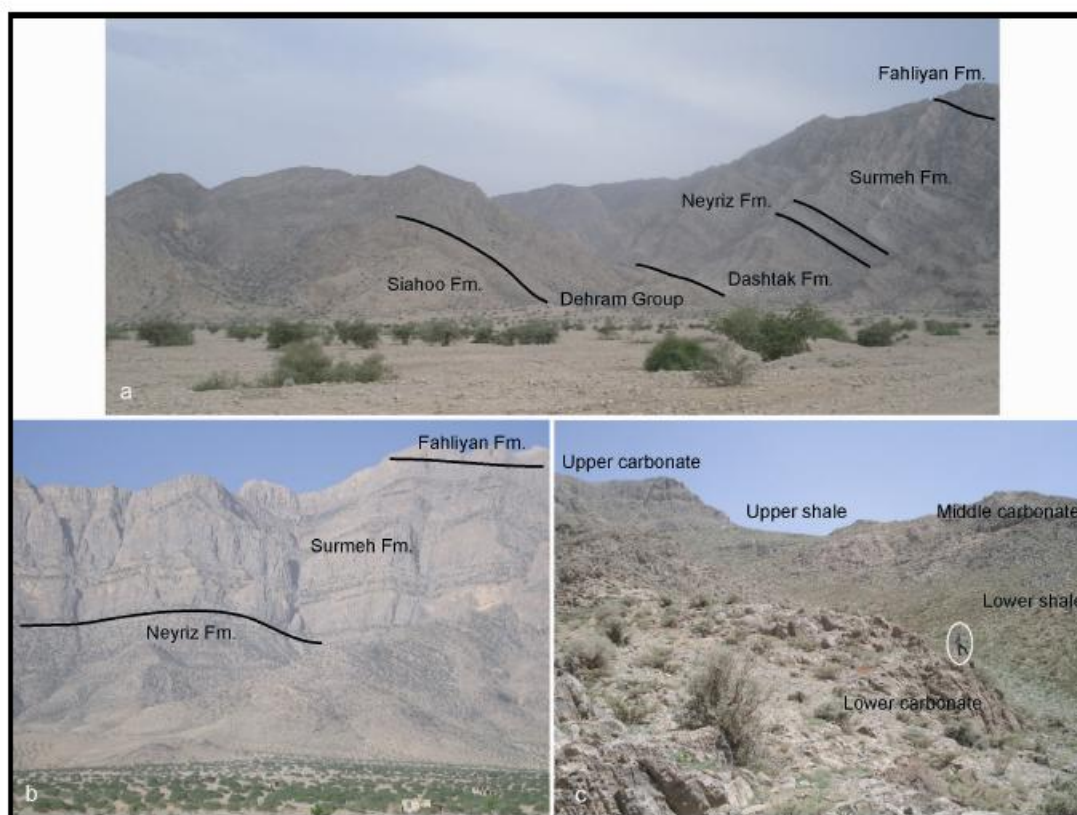 Fahliyan Fm.
Surmeh Fm.
Neyriz Fm.
Siahoo Fm.
Dehram Group
Dashtak Fm.
a
Fahliyan Fm.
Surmeh Fm.
Neyriz Fm.
b
Upper carbonate
Upper shale
Middle carbonate
Lower shale
Lower carbonate
c